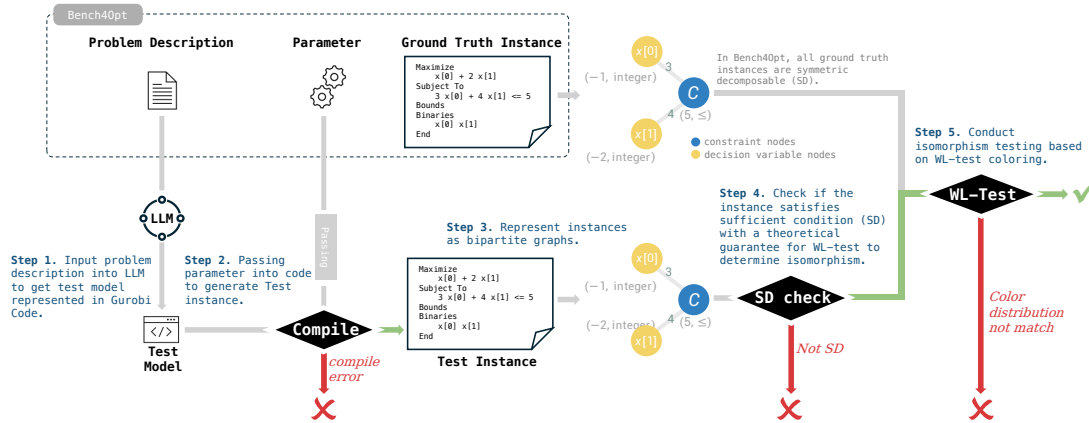 Bench4Opt
Problem Description
Parameter
Ground Truth Instance
Maximize
x[0] + 2 x[1]
Subject To
3 x[0] + 4 x[1] <= 5
Bounds
Binaries
x[0] x[1]
End
x[0]
3
(−1, integer)
C
4 (5, ≤)
x[1]
(−2, integer)
In Bench4Opt, all ground truth
instances are symmetric
decomposable (SD).
constraint nodes
decision variable nodes
Step 5. Conduct
isomorphism testing based
on WL-test coloring.
WL−Test
LLM
Passing
Step 1. Input problem
description into LLM
to get test model
represented in Gurobi
Code.
Step 2. Passing
parameter into code
to generate Test
instance.
Step 3. Represent instances
as bipartite graphs.
Step 4. Check if the
instance satisfies
sufficient condition (SD)
with a theoretical
guarantee for WL-test to
determine isomorphism.
</>
Test
Model
Compile
compile
error
Maximize
x[0] + 2 x[1]
Subject To
3 x[0] + 4 x[1] <= 5
Bounds
Binaries
x[0] x[1]
End
Test Instance
x[0]
3
(−1, integer)
C
4 (5, ≤)
(−2, integer)
x[1]
SD check
Not SD
Color
distribution
not match